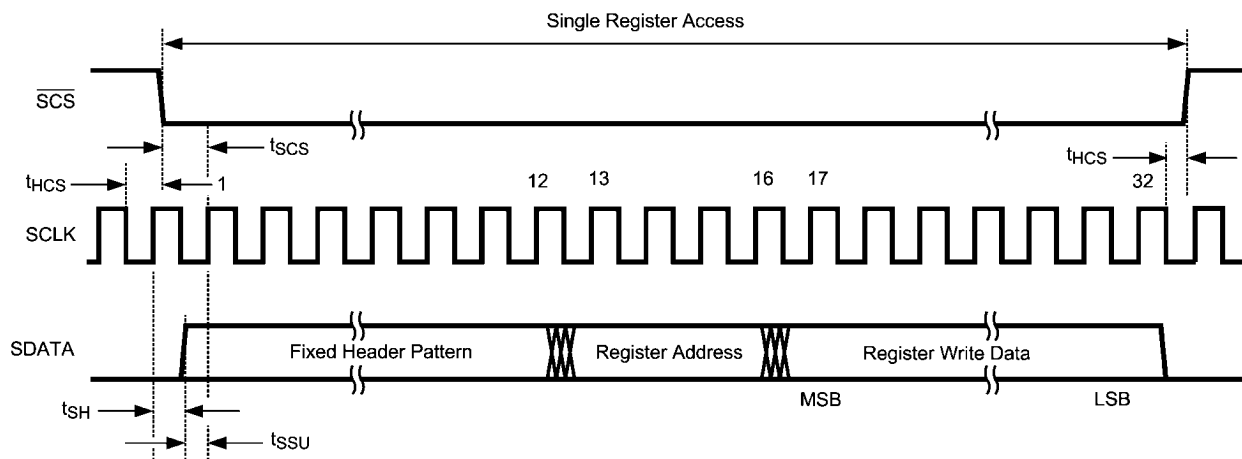 Single Register Access
SCS
tSCS
tHCS
tHCS
1
12
13
16
17
32
SCLK
SDATA
Fixed Header Pattern
Register Address
Register Write Data
MSB
LSB
tSH
tSSU